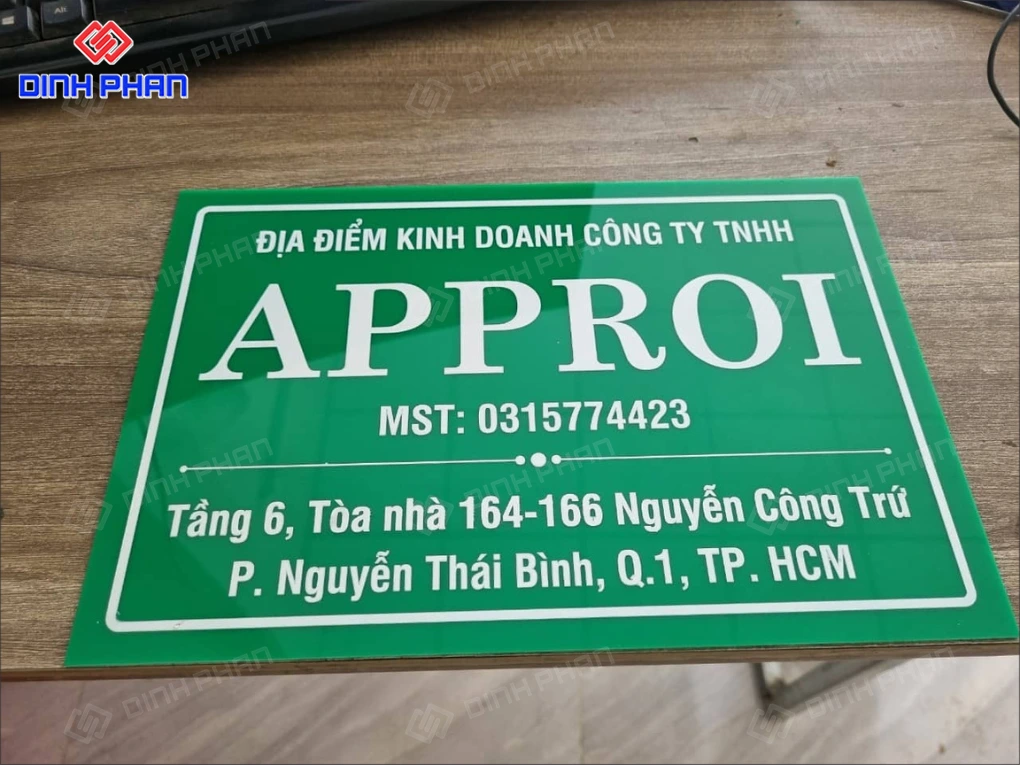 DINH PHAN
ĐỊA ĐIỂM KINH DOANH CÔNG TY TNHH
APPROI
MST: 0315774423
Tầng 6, Tòa nhà 164-166 Nguyễn Công Trứ
P. Nguyễn Thái Bình, Q.1, TP. HCM